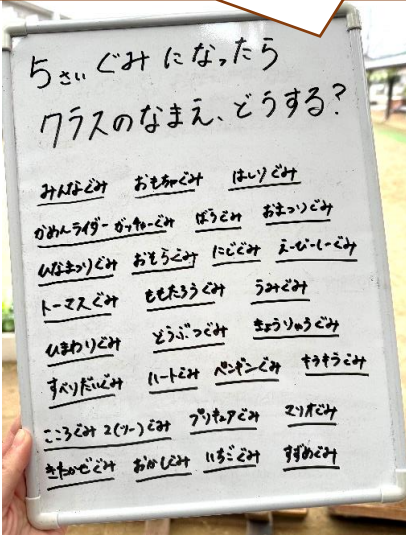 5さい ぐみ に なったら
クラスのなまえ、どうする?
みんなぐみ おもちゃぐみ はしりぐみ
かめんライダー ガッチャーぐみ ぼうぐみ おまつりぐみ
ひなまつりぐみ おそらぐみ にじぐみ えーびーしーぐみ
トーマスぐみ ももたろうぐみ うみぐみ
ひまわりぐみ どうぶつぐみ きょうりゅうぐみ
すべりだいぐみ ハートぐみ ペンギンぐみ キラキラぐみ
こころぐみ 2(ツー)ぐみ プリキュアぐみ マリオぐみ
きたかぜぐみ おかしぐみ いちごぐみ すずめぐみ